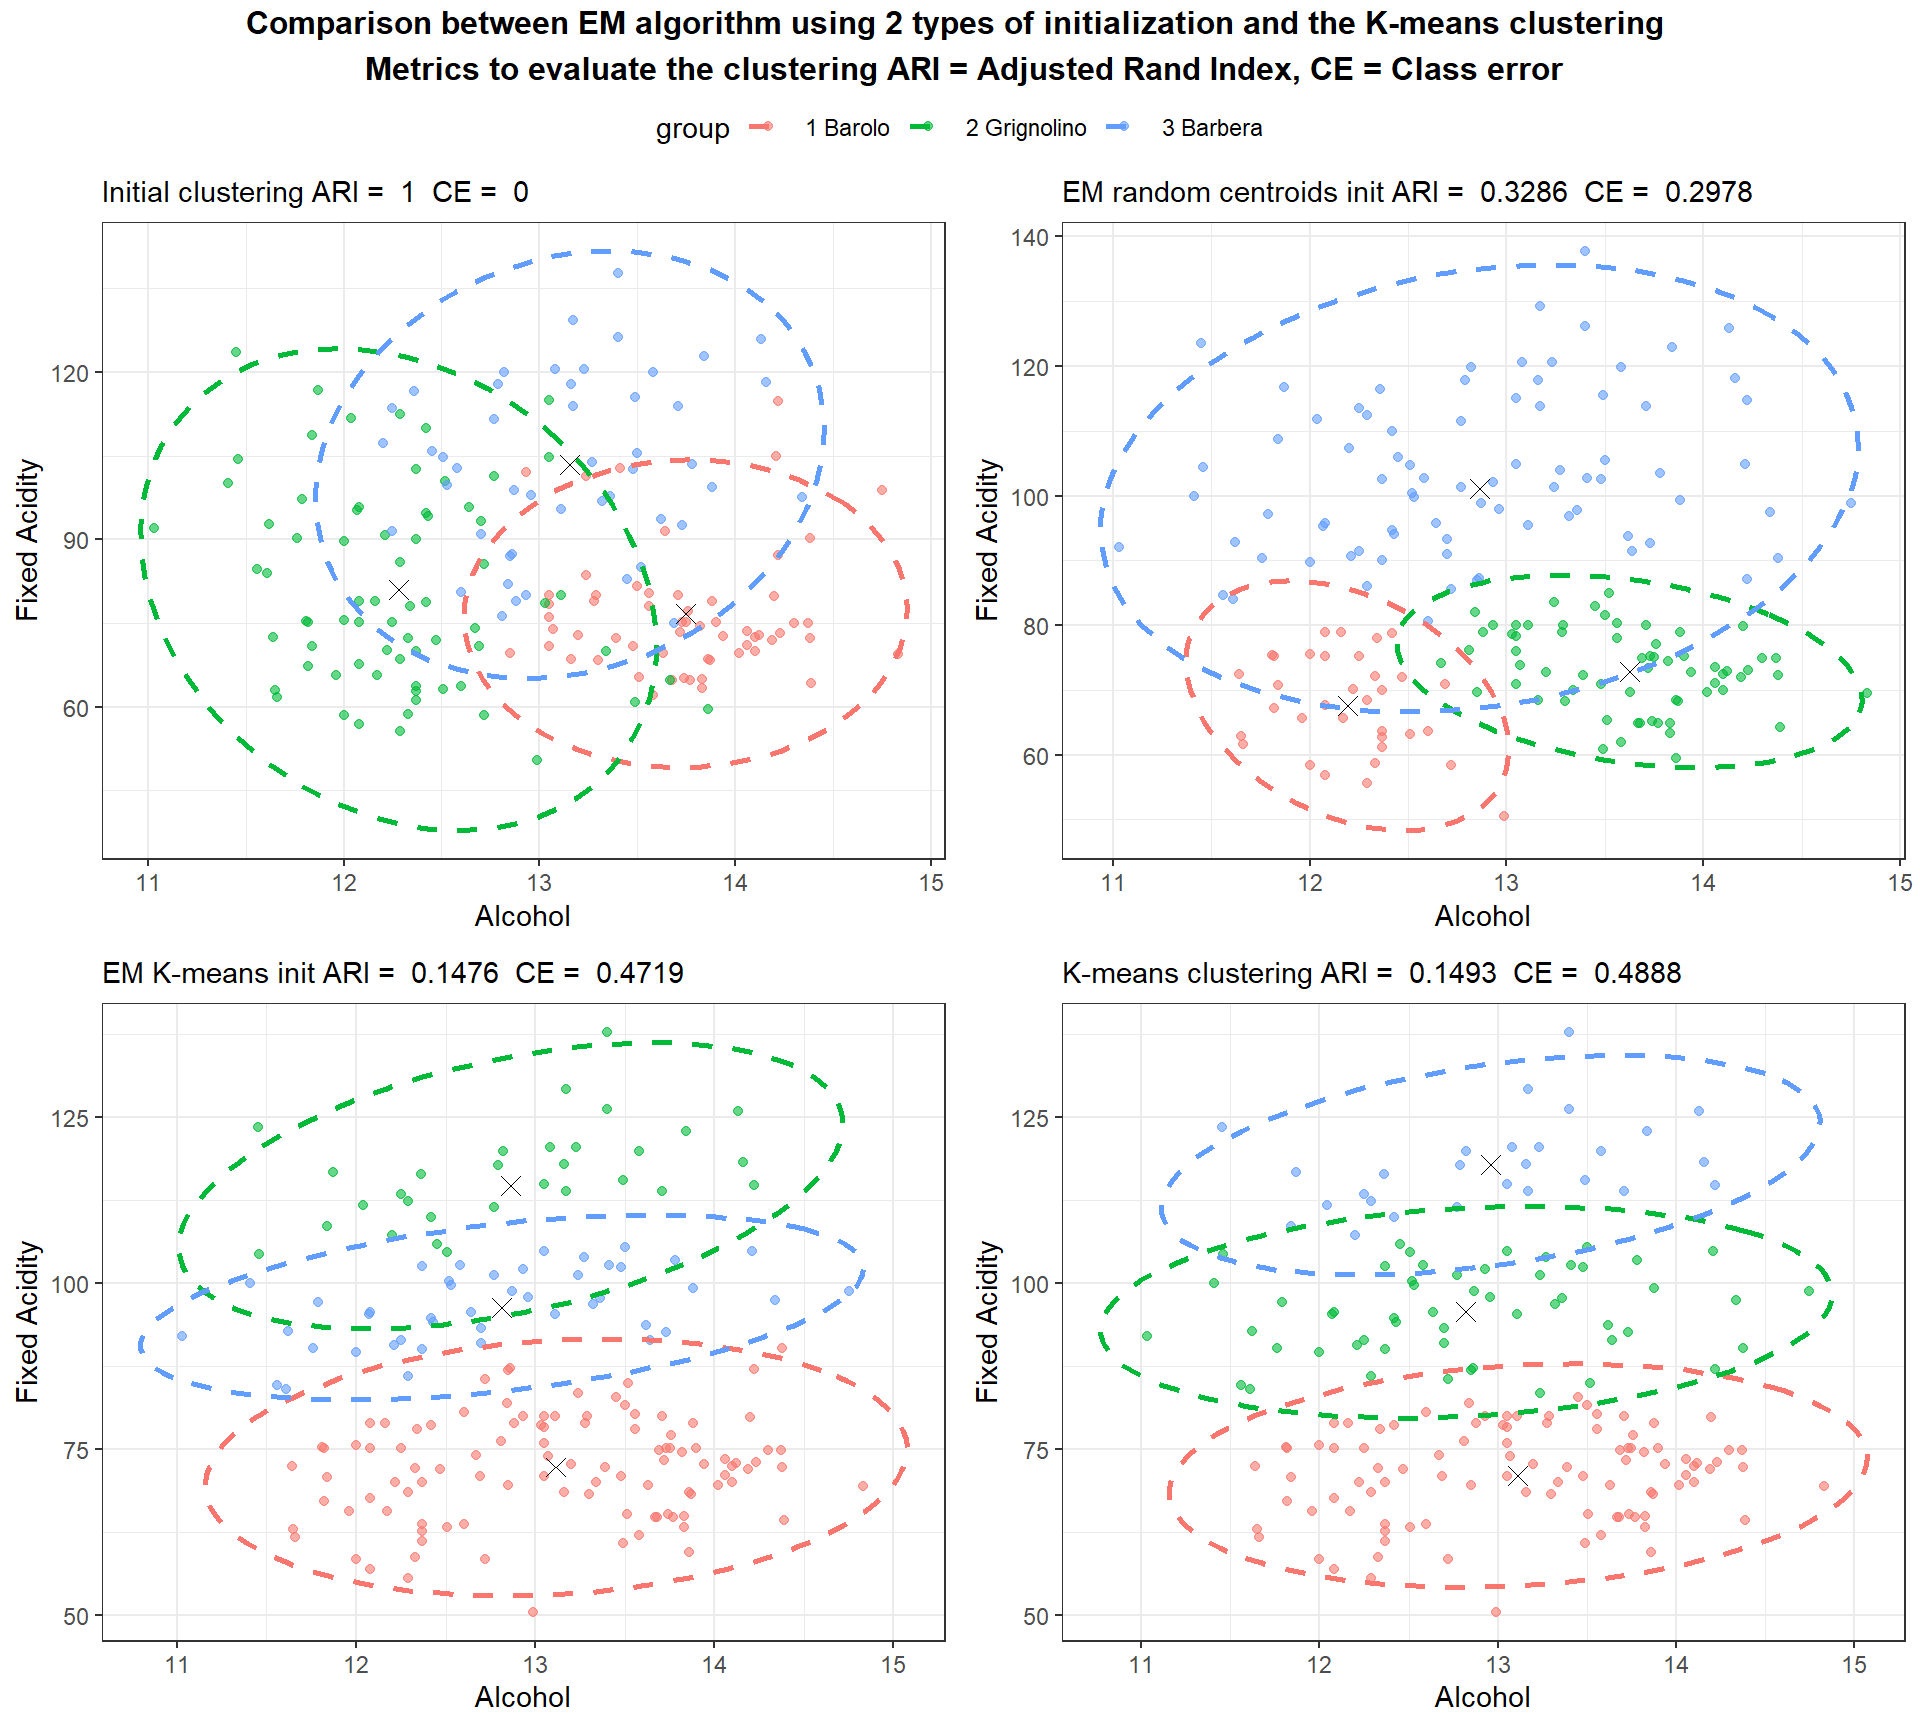 Comparison between EM algorithm using 2 types of initialization and the K-means clustering
Metrics to evaluate the clustering ARI = Adjusted Rand Index, CE = Class error
group 1 Barolo 2 Grignolino 3 Barbera
Initial clustering ARI = 1 CE = 0
Fixed Acidity
120
90
60
11 12 13 14 15
Alcohol
EM random centroids init ARI = 0.3286 CE = 0.2978
Fixed Acidity
140
120
100
80
60
11 12 13 14 15
Alcohol
EM K-means init ARI = 0.1476 CE = 0.4719
Fixed Acidity
125
100
75
50
11 12 13 14 15
Alcohol
K-means clustering ARI = 0.1493 CE = 0.4888
Fixed Acidity
125
100
75
50
11 12 13 14 15
Alcohol